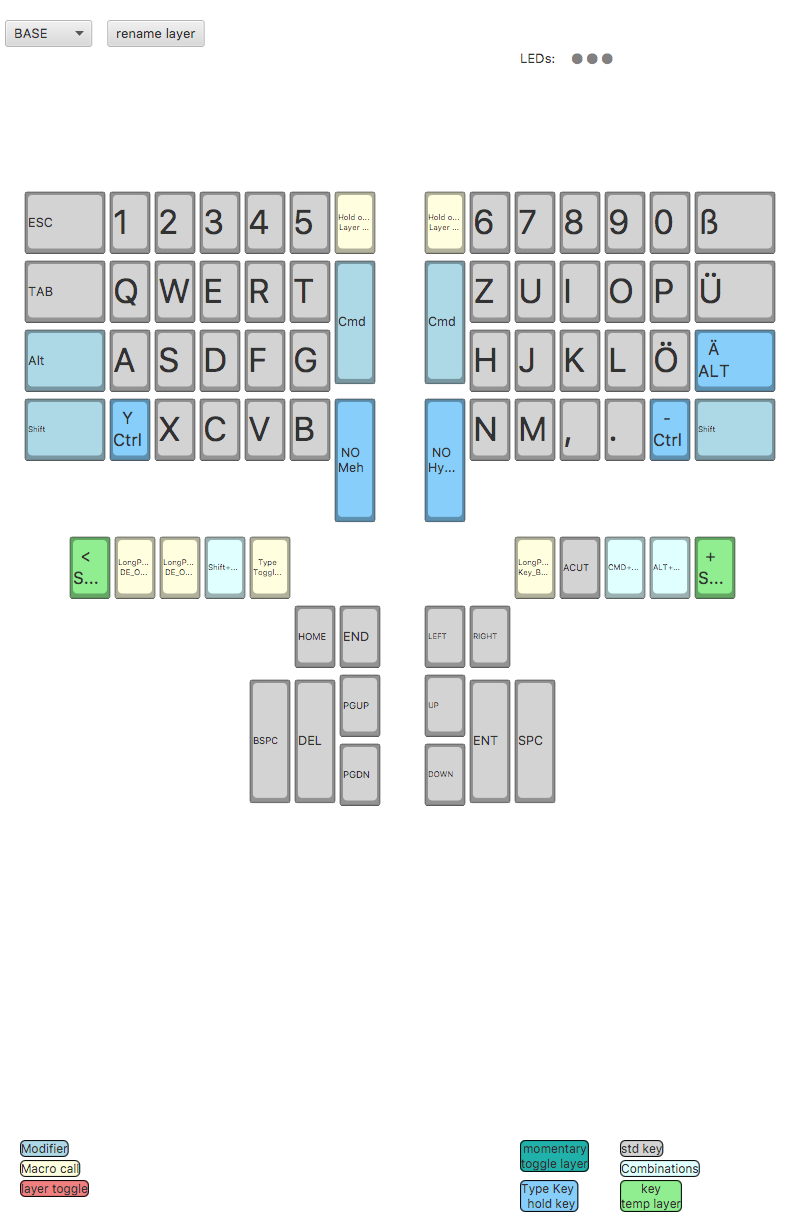 BASE rename layer
LEDs:
ESC 1 2 3 4 5 Hold o... Layer ... Hold o... Layer ... 6 7 8 9 0 ß
TAB Q W E R T Cmd Cmd Z U I O P Ü
Alt A S D F G H J K L Ö Ä ALT
Shift Y Ctrl X C V B NO Meh NO Hy... N M , . - Ctrl Shift
< S... LongP... DE_O... LongP... DE_O... Shift+... Type Toggl... LongP... Key_B... ACUT CMD+... ALT+... + S...
HOME END LEFT RIGHT
BSPC DEL PGUP UP ENT SPC
PGDN DOWN
Modifier
Macro call
layer toggle
momentary
toggle layer
std key
Combinations
Type Key
hold key
key
temp layer